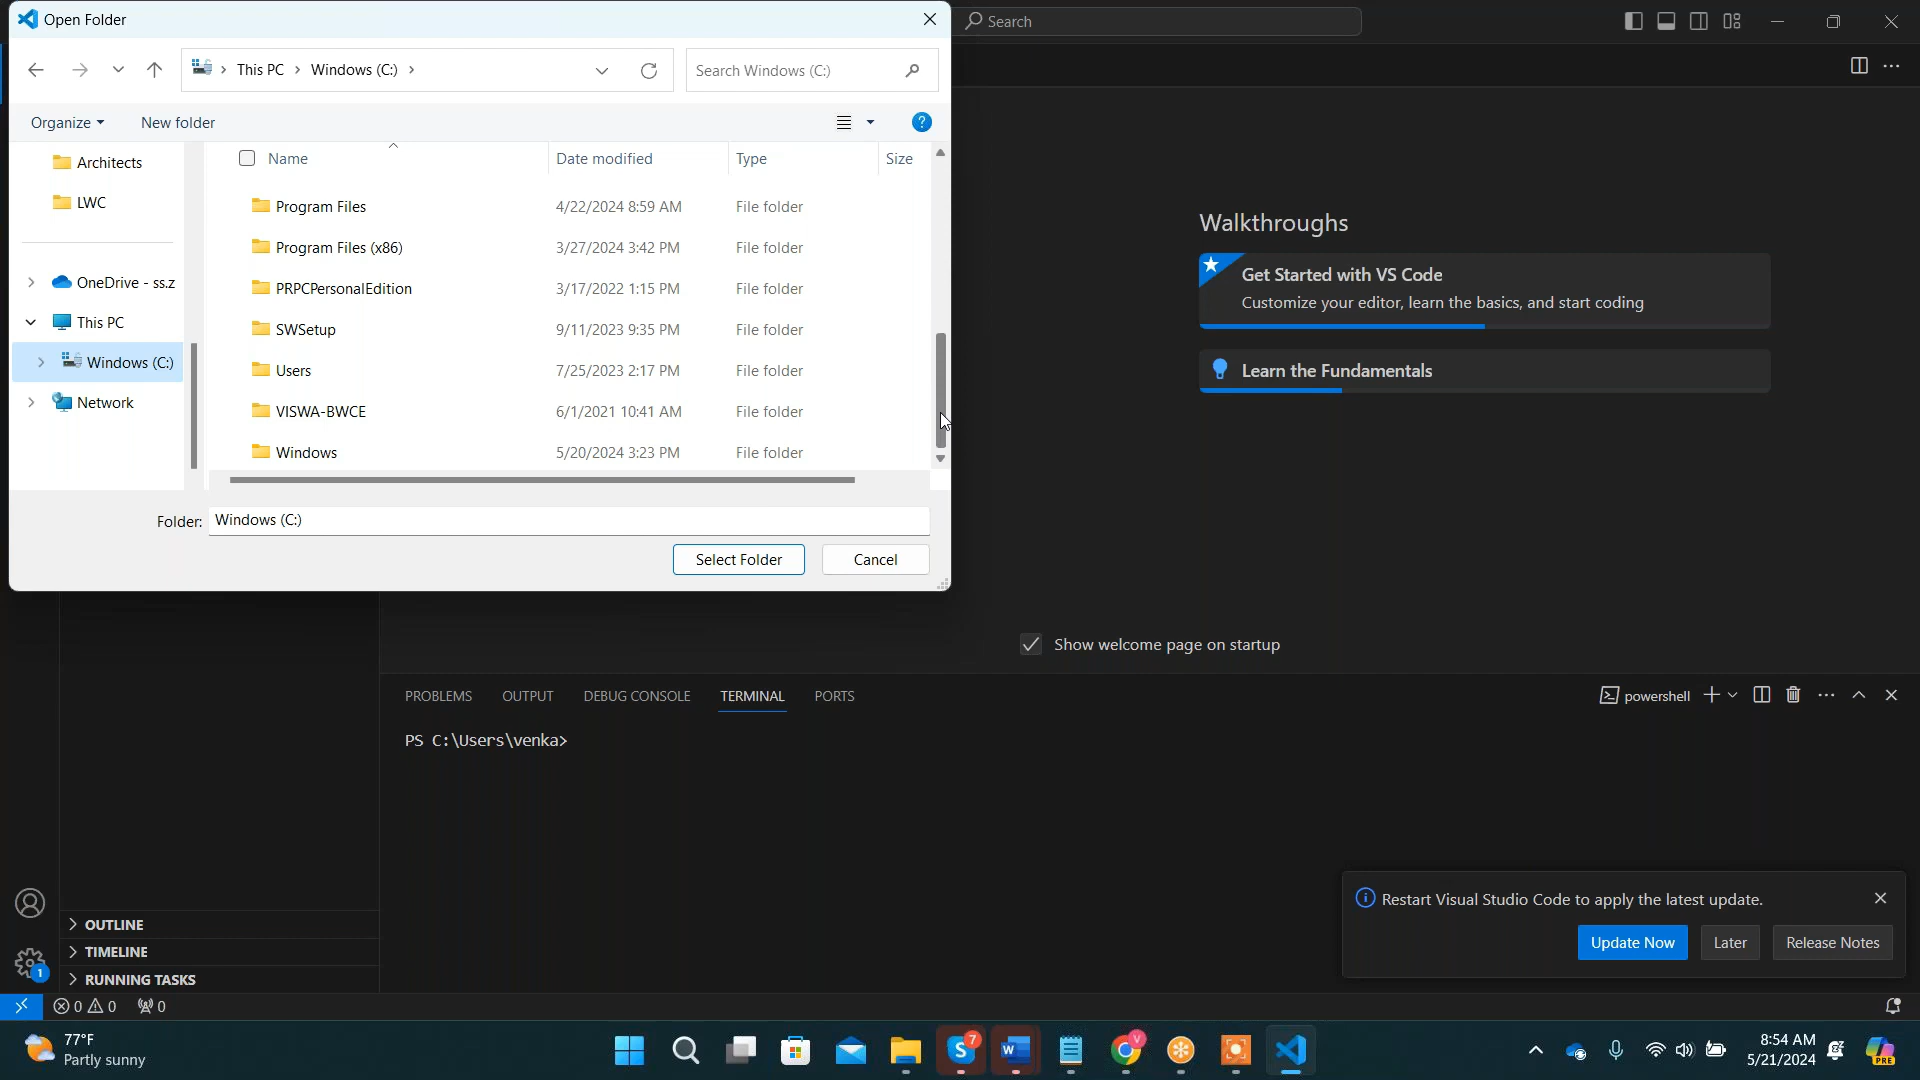 Open Folder
Search
This PC > Windows (C:) >
Search Windows (C:)
Organize
New folder
Architects
LWC
OneDrive - ss.z
This PC
Windows (C:)
Network
Name Date modified Type Size
Program Files 4/22/2024 8:59 AM File folder
Program Files (x86) 3/27/2024 3:42 PM File folder
PRPCPersonalEdition 3/17/2022 1:15 PM File folder
SWSetup 9/11/2023 9:35 PM File folder
Users 7/25/2023 2:17 PM File folder
VISWA-BWCE 6/1/2021 10:41 AM File folder
Windows 5/20/2024 3:23 PM File folder
Folder: Windows (C:)
Select Folder Cancel
Walkthroughs
Get Started with VS Code
Customize your editor, learn the basics, and start coding
Learn the Fundamentals
Show welcome page on startup
PROBLEMS OUTPUT DEBUG CONSOLE TERMINAL PORTS
powershell
PS C:\Users\venka>
Restart Visual Studio Code to apply the latest update.
Update Now Later Release Notes
1
OUTLINE
TIMELINE
RUNNING TASKS
0 0 0
77°F
Partly sunny
7
V
8:54 AM
5/21/2024
PRE